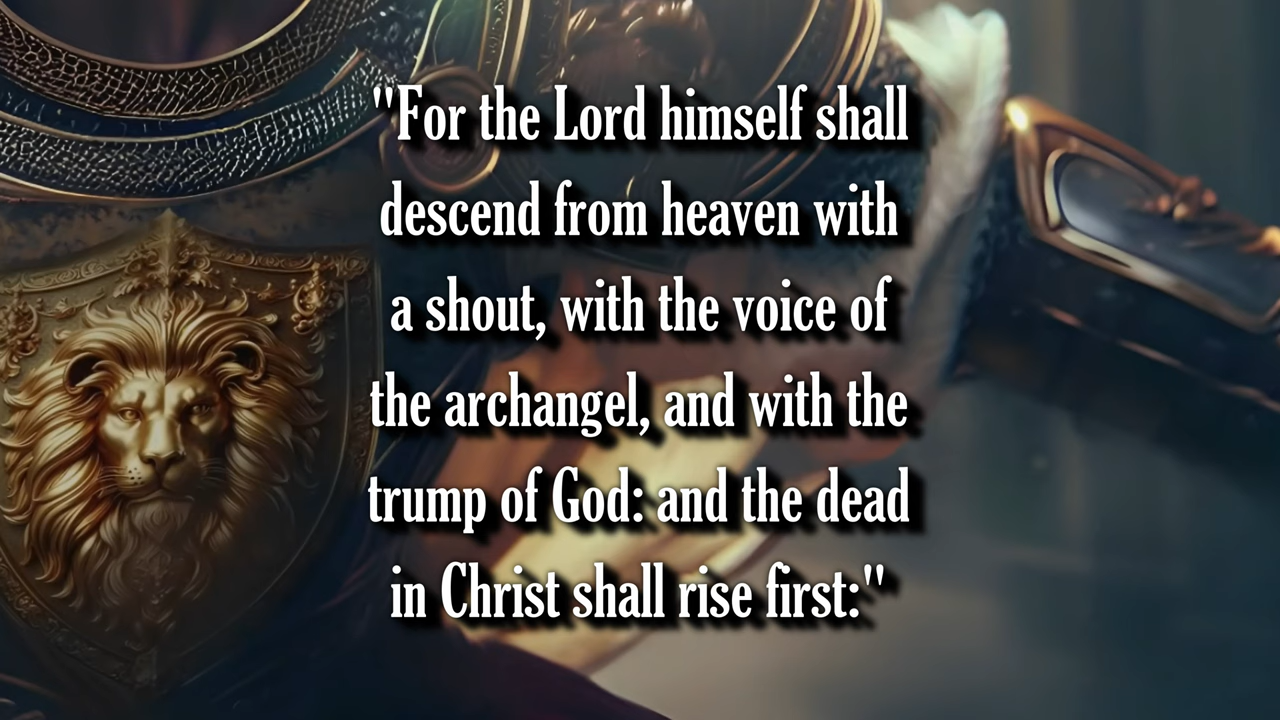 "For the Lord himself shall
descend from heaven with
a shout, with the voice of
the archangel, and with the
trump of God: and the dead
in Christ shall rise first:"